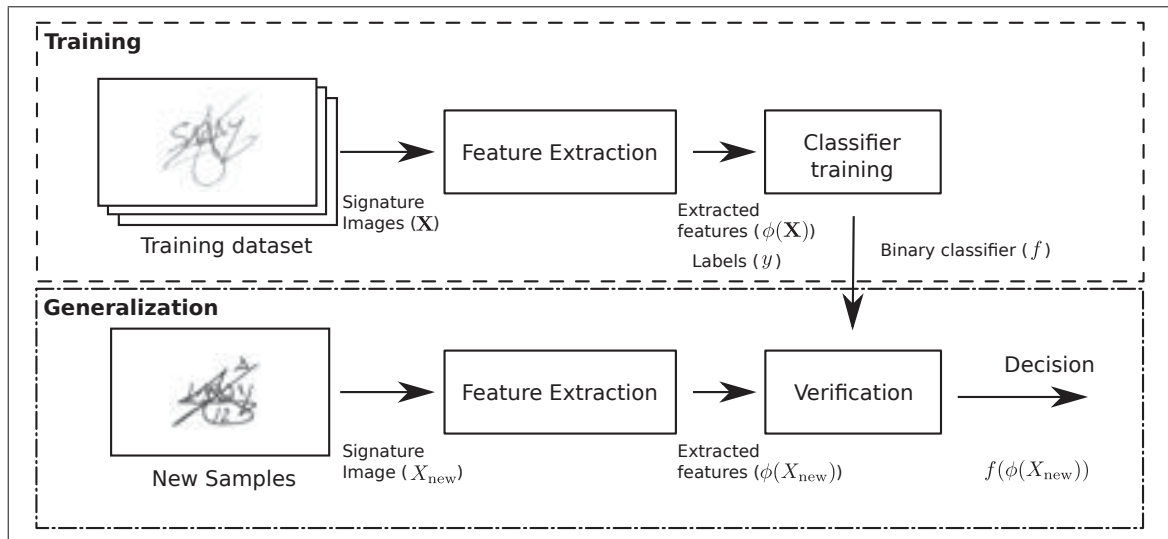 Training
Feature Extraction
Classifier
training
Signature
Images (X)
Training dataset
Extracted
features (ϕ(X))
Labels (y)
Binary classifier (f)
Generalization
Feature Extraction
Verification
Decision
New Samples
Signature
Image (X_new)
Extracted
features (ϕ(X_new))
f(ϕ(X_new))